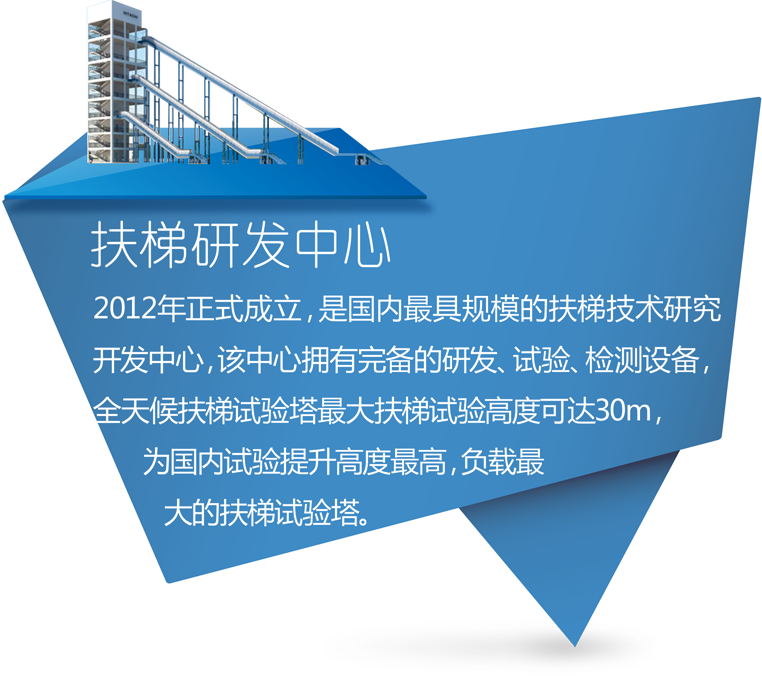 HITACHI
扶梯研发中心
2012年正式成立，是国内最具规模的扶梯技术研究
开发中心，该中心拥有完备的研发、试验、检测设备，
全天候扶梯试验塔最大扶梯试验高度可达30m，
为国内试验提升高度最高，负载最
大的扶梯试验塔。